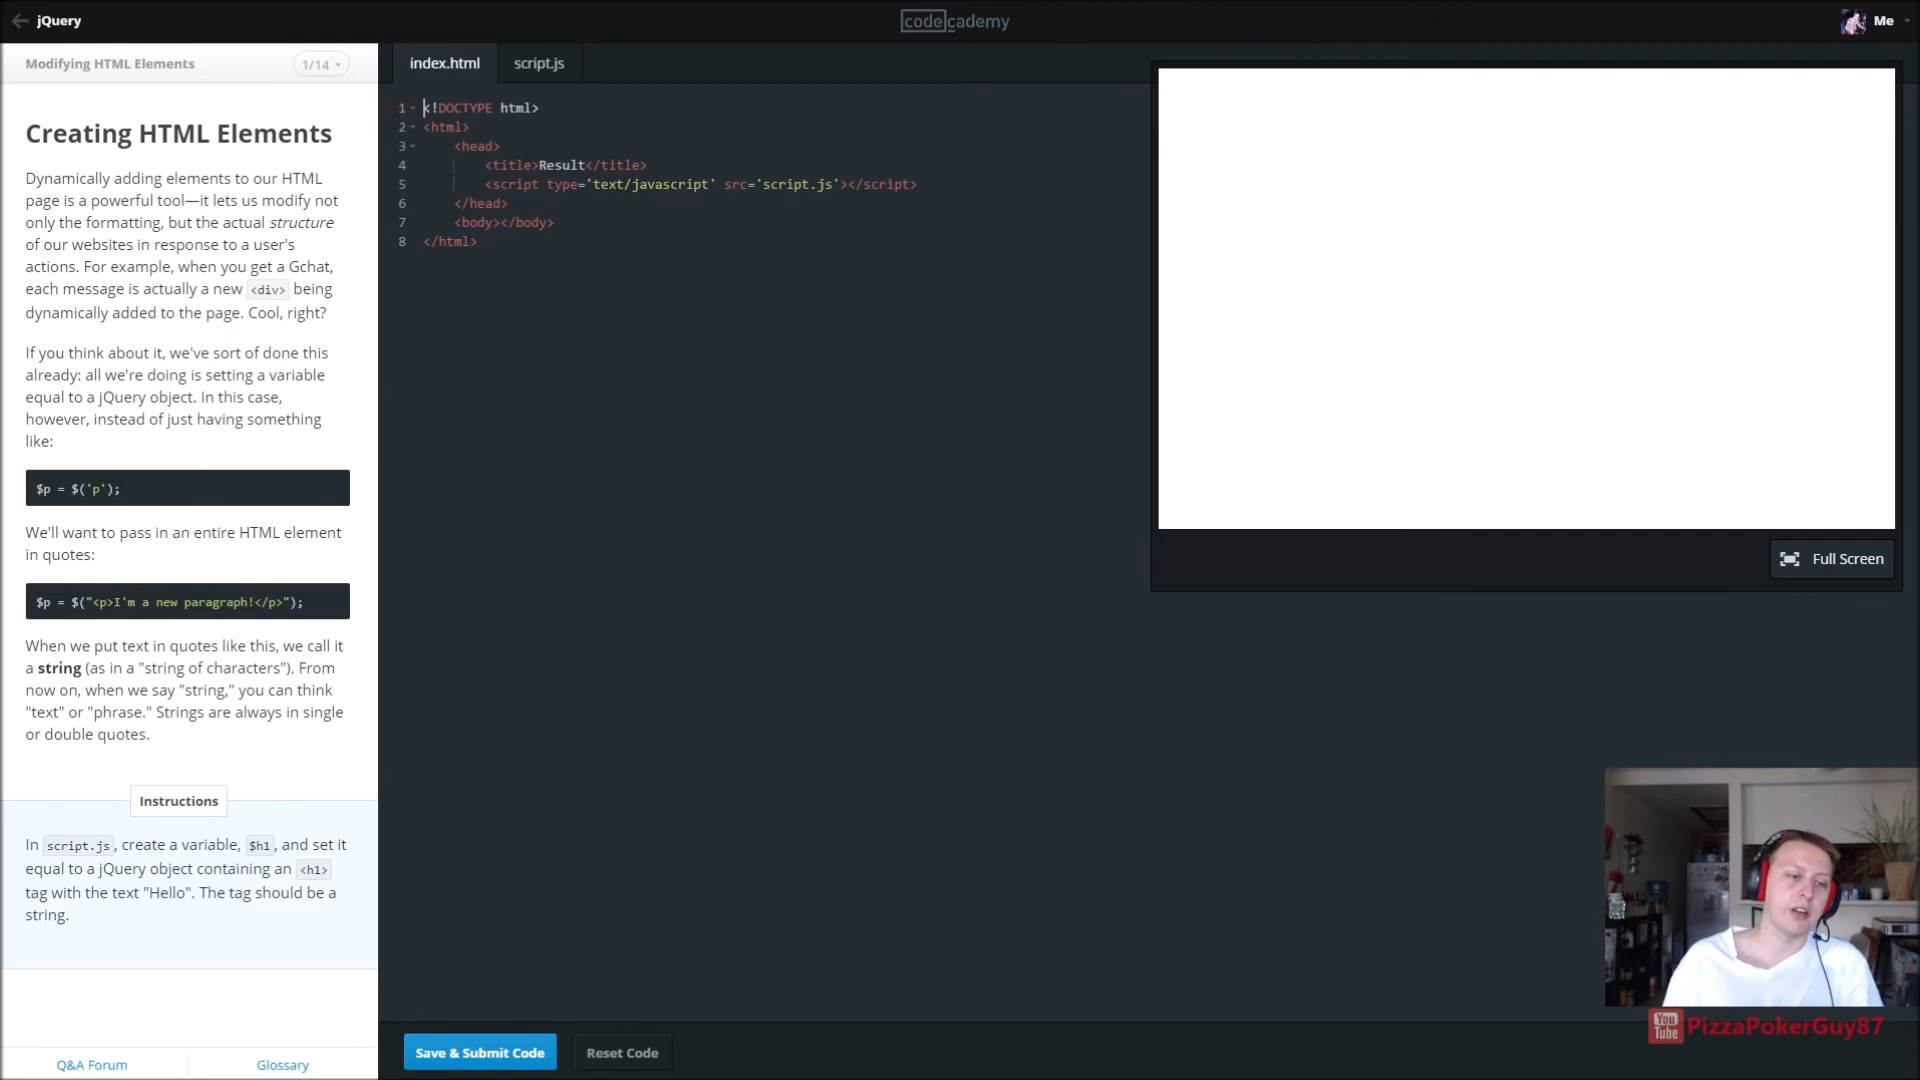 jQuery
codecademy
Me
Modifying HTML Elements
1/14
Creating HTML Elements
Dynamically adding elements to our HTML
page is a powerful tool—it lets us modify not
only the formatting, but the actual structure
of our websites in response to a user's
actions. For example, when you get a Gchat,
each message is actually a new <div> being
dynamically added to the page. Cool, right?
If you think about it, we've sort of done this
already: all we're doing is setting a variable
equal to a jQuery object. In this case,
however, instead of just having something
like:
$p = $('p');
We'll want to pass in an entire HTML element
in quotes:
$p = $("<p>I'm a new paragraph!</p>");
When we put text in quotes like this, we call it
a string (as in a "string of characters"). From
now on, when we say "string," you can think
"text" or "phrase." Strings are always in single
or double quotes.
Instructions
In script.js, create a variable, $h1, and set it
equal to a jQuery object containing an <h1>
tag with the text "Hello". The tag should be a
string.
Q&A Forum
Glossary
index.html
script.js
1 <!DOCTYPE html>
2 <html>
3 <head>
4 <title>Result</title>
5 <script type='text/javascript' src='script.js'></script>
6 </head>
7 <body></body>
8 </html>
Full Screen
Save & Submit Code
Reset Code
You
Tube
PizzaPokerGuy87